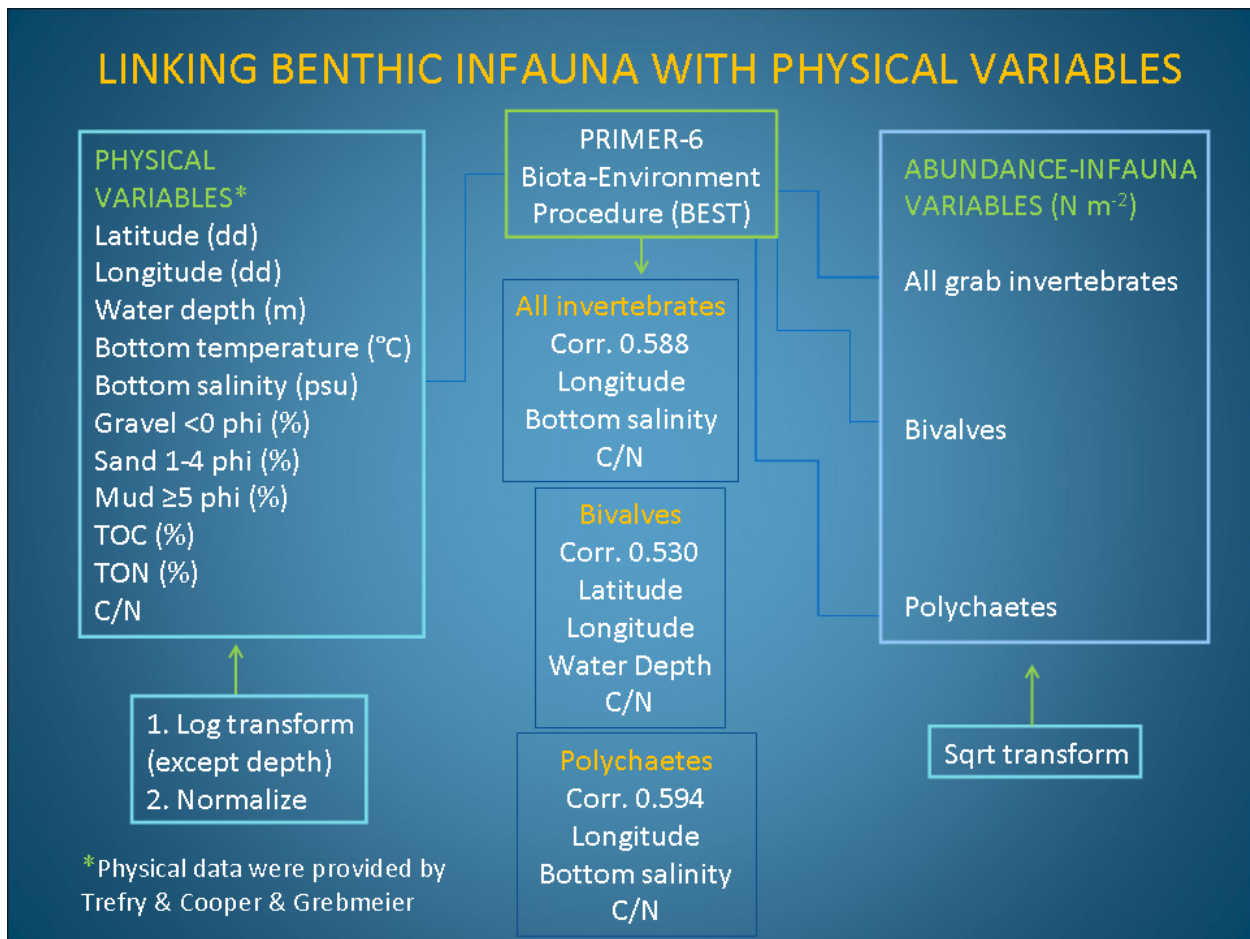 LINKING BENTHIC INFAUNA WITH PHYSICAL VARIABLES
PHYSICAL
VARIABLES*
Latitude (dd)
Longitude (dd)
Water depth (m)
Bottom temperature (°C)
Bottom salinity (psu)
Gravel <0 phi (%)
Sand 1-4 phi (%)
Mud ≥5 phi (%)
TOC (%)
TON (%)
C/N
1. Log transform
(except depth)
2. Normalize
*Physical data were provided by
Trefry & Cooper & Grebmeier
PRIMER-6
Biota-Environment
Procedure (BEST)
All invertebrates
Corr. 0.588
Longitude
Bottom salinity
C/N
Bivalves
Corr. 0.530
Latitude
Longitude
Water Depth
C/N
Polychaetes
Corr. 0.594
Longitude
Bottom salinity
C/N
ABUNDANCE-INFAUNA
VARIABLES (N m⁻²)
All grab invertebrates
Bivalves
Polychaetes
Sqrt transform